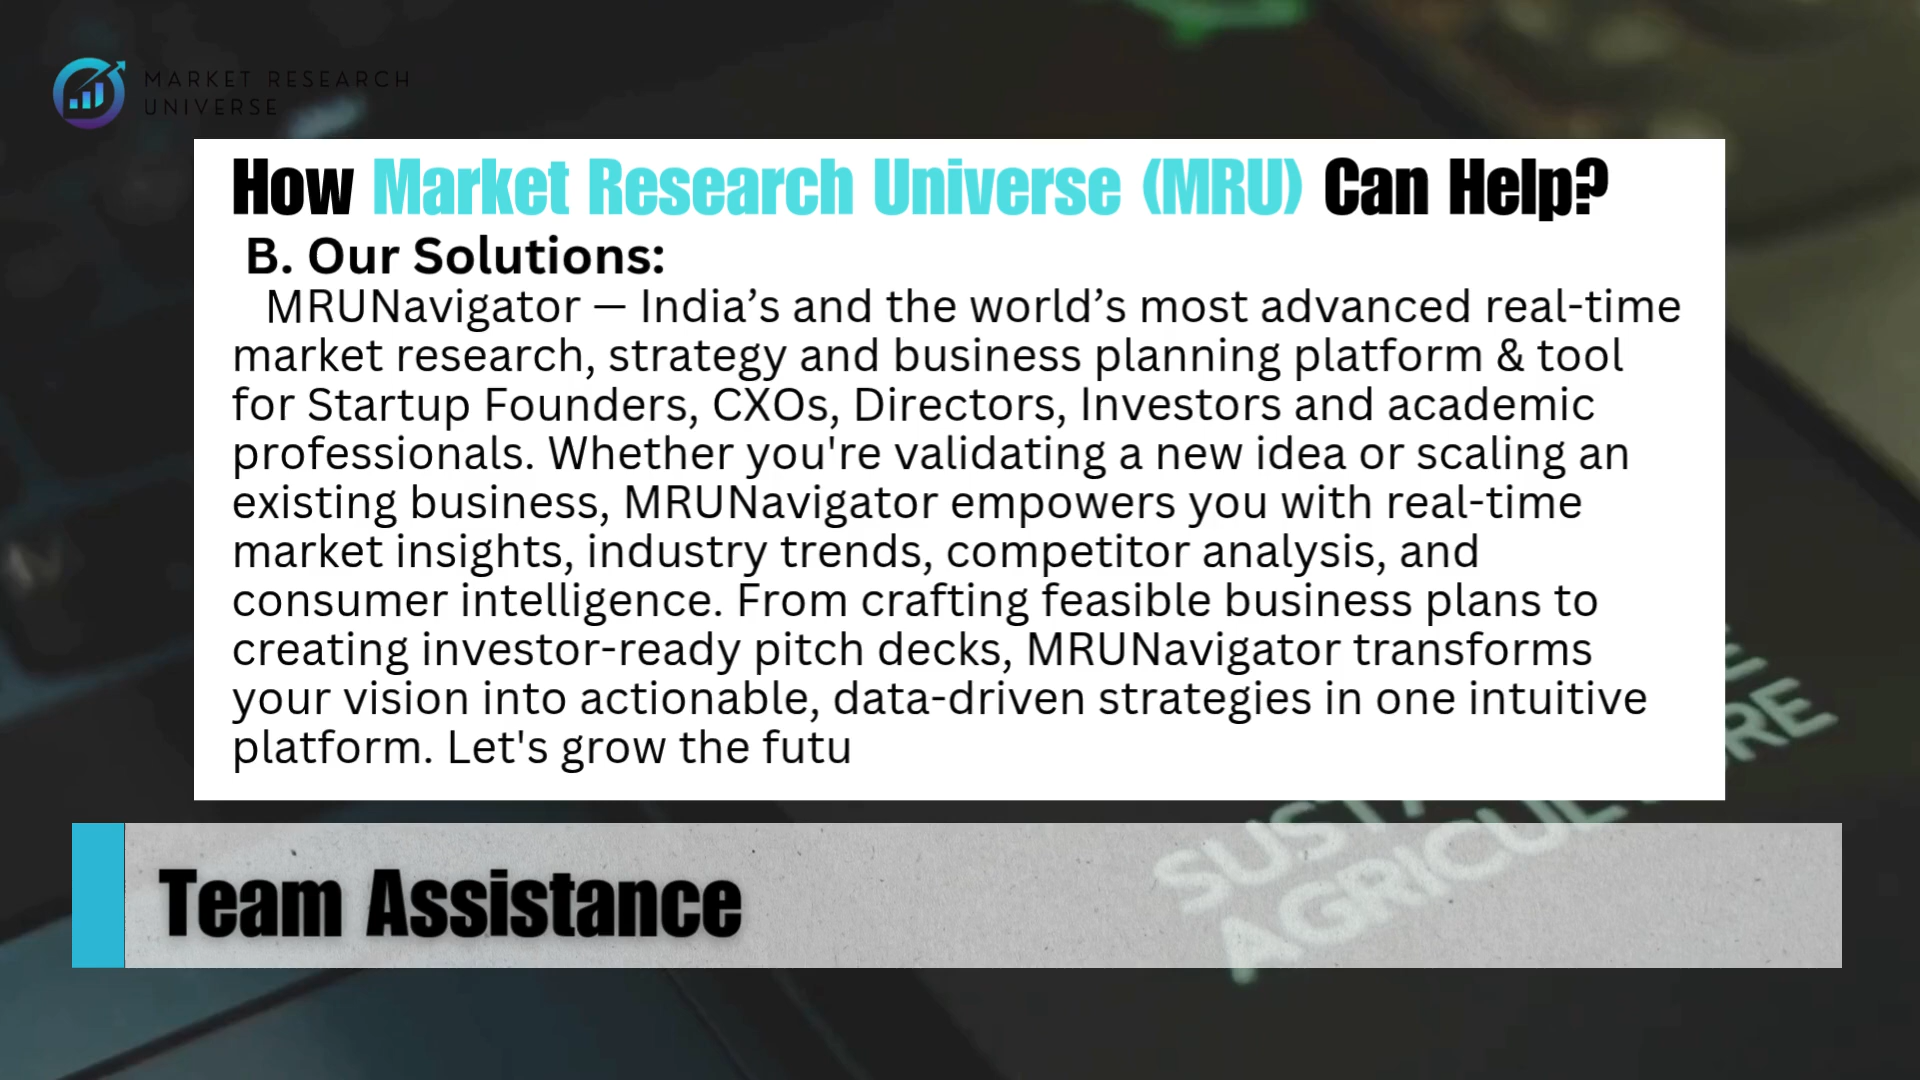 MARKET RESEARCH
UNIVERSE
How Market Research Universe (MRU) Can Help?
B. Our Solutions:
MRUNavigator — India’s and the world’s most advanced real-time
market research, strategy and business planning platform & tool
for Startup Founders, CXOs, Directors, Investors and academic
professionals. Whether you're validating a new idea or scaling an
existing business, MRUNavigator empowers you with real-time
market insights, industry trends, competitor analysis, and
consumer intelligence. From crafting feasible business plans to
creating investor-ready pitch decks, MRUNavigator transforms
your vision into actionable, data-driven strategies in one intuitive
platform. Let's grow the futu
Team Assistance
AGRICULTURE